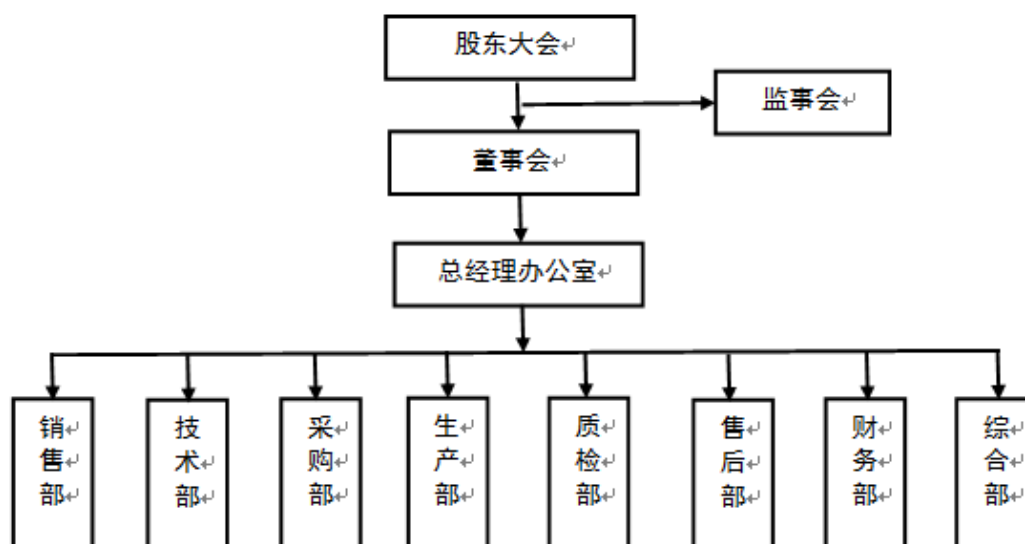 股东大会
监事会
董事会
总经理办公室
销售部
技术部
采购部
生产部
质检部
售后部
财务部
综合部